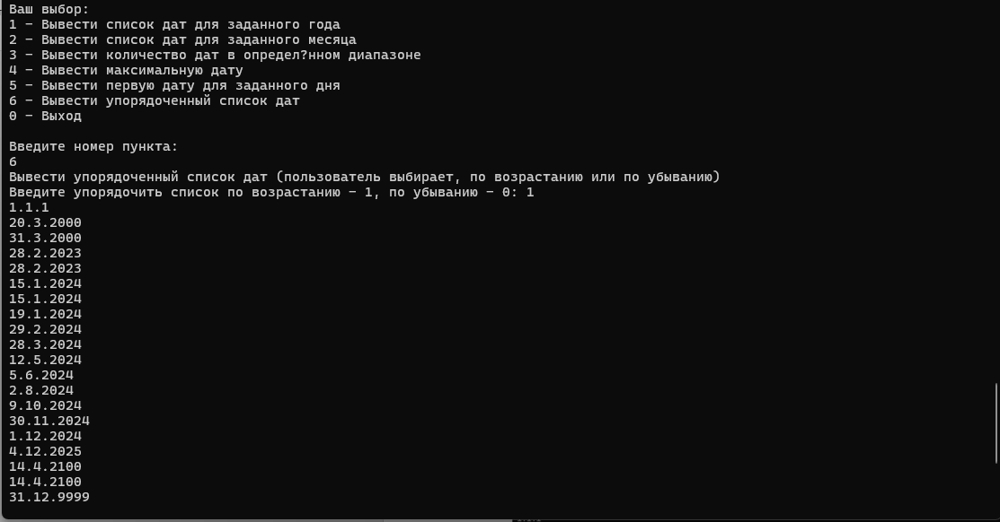 Ваш выбор:
1 - Вывести список дат для заданного года
2 - Вывести список дат для заданного месяца
3 - Вывести количество дат в определ?нном диапазоне
4 - Вывести максимальную дату
5 - Вывести первую дату для заданного дня
6 - Вывести упорядоченный список дат
0 - Выход
Введите номер пункта:
6
Вывести упорядоченный список дат (пользователь выбирает, по возрастанию или по убыванию)
Введите упорядочить список по возрастанию - 1, по убыванию - 0: 1
1.1.1
20.3.2000
31.3.2000
28.2.2023
28.2.2023
15.1.2024
15.1.2024
19.1.2024
29.2.2024
28.3.2024
12.5.2024
5.6.2024
2.8.2024
9.10.2024
30.11.2024
1.12.2024
4.12.2025
14.4.2100
14.4.2100
31.12.9999